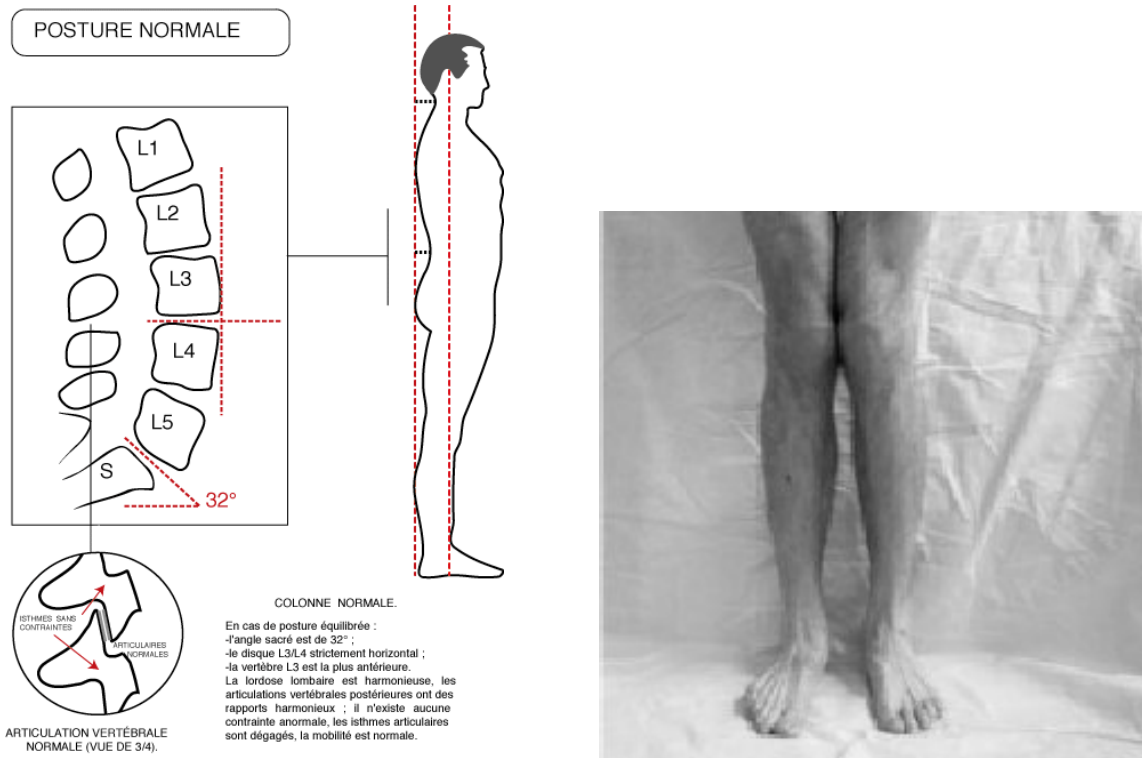 POSTURE NORMALE
L1
L2
L3
L4
L5
S
32°
ISTHMES SANS
CONTRAINTES
ARTICULAIRES
NORMALES
ARTICULATION VERTÉBRALE
NORMALE (VUE DE 3/4).
COLONNE NORMALE.
En cas de posture équilibrée :
-l'angle sacré est de 32° ;
-le disque L3/L4 strictement horizontal ;
-la vertèbre L3 est la plus antérieure.
La lordose lombaire est harmonieuse, les
articulations vertébrales postérieures ont des
rapports harmonieux ; il n'existe aucune
contrainte anormale, les isthmes articulaires
sont dégagés, la mobilité est normale.